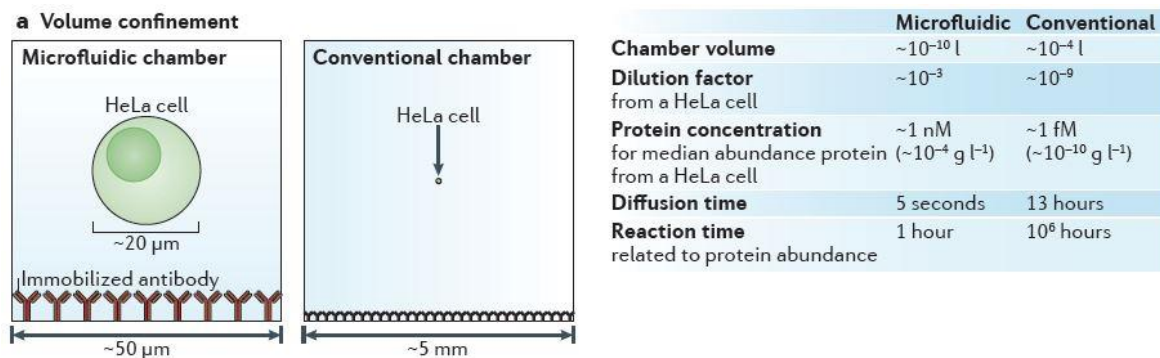 a Volume confinement
Microfluidic chamber
HeLa cell
~20 µm
Immobilized antibody
~50 µm
Conventional chamber
HeLa cell
~5 mm
Microfluidic Conventional
Chamber volume ~10⁻¹⁰ l ~10⁻⁴ l
Dilution factor ~10⁻³ ~10⁻⁹
from a HeLa cell
Protein concentration ~1 nM ~1 fM
for median abundance protein (~10⁻⁴ g l⁻¹) (~10⁻¹⁰ g l⁻¹)
from a HeLa cell
Diffusion time 5 seconds 13 hours
Reaction time 1 hour 10⁶ hours
related to protein abundance